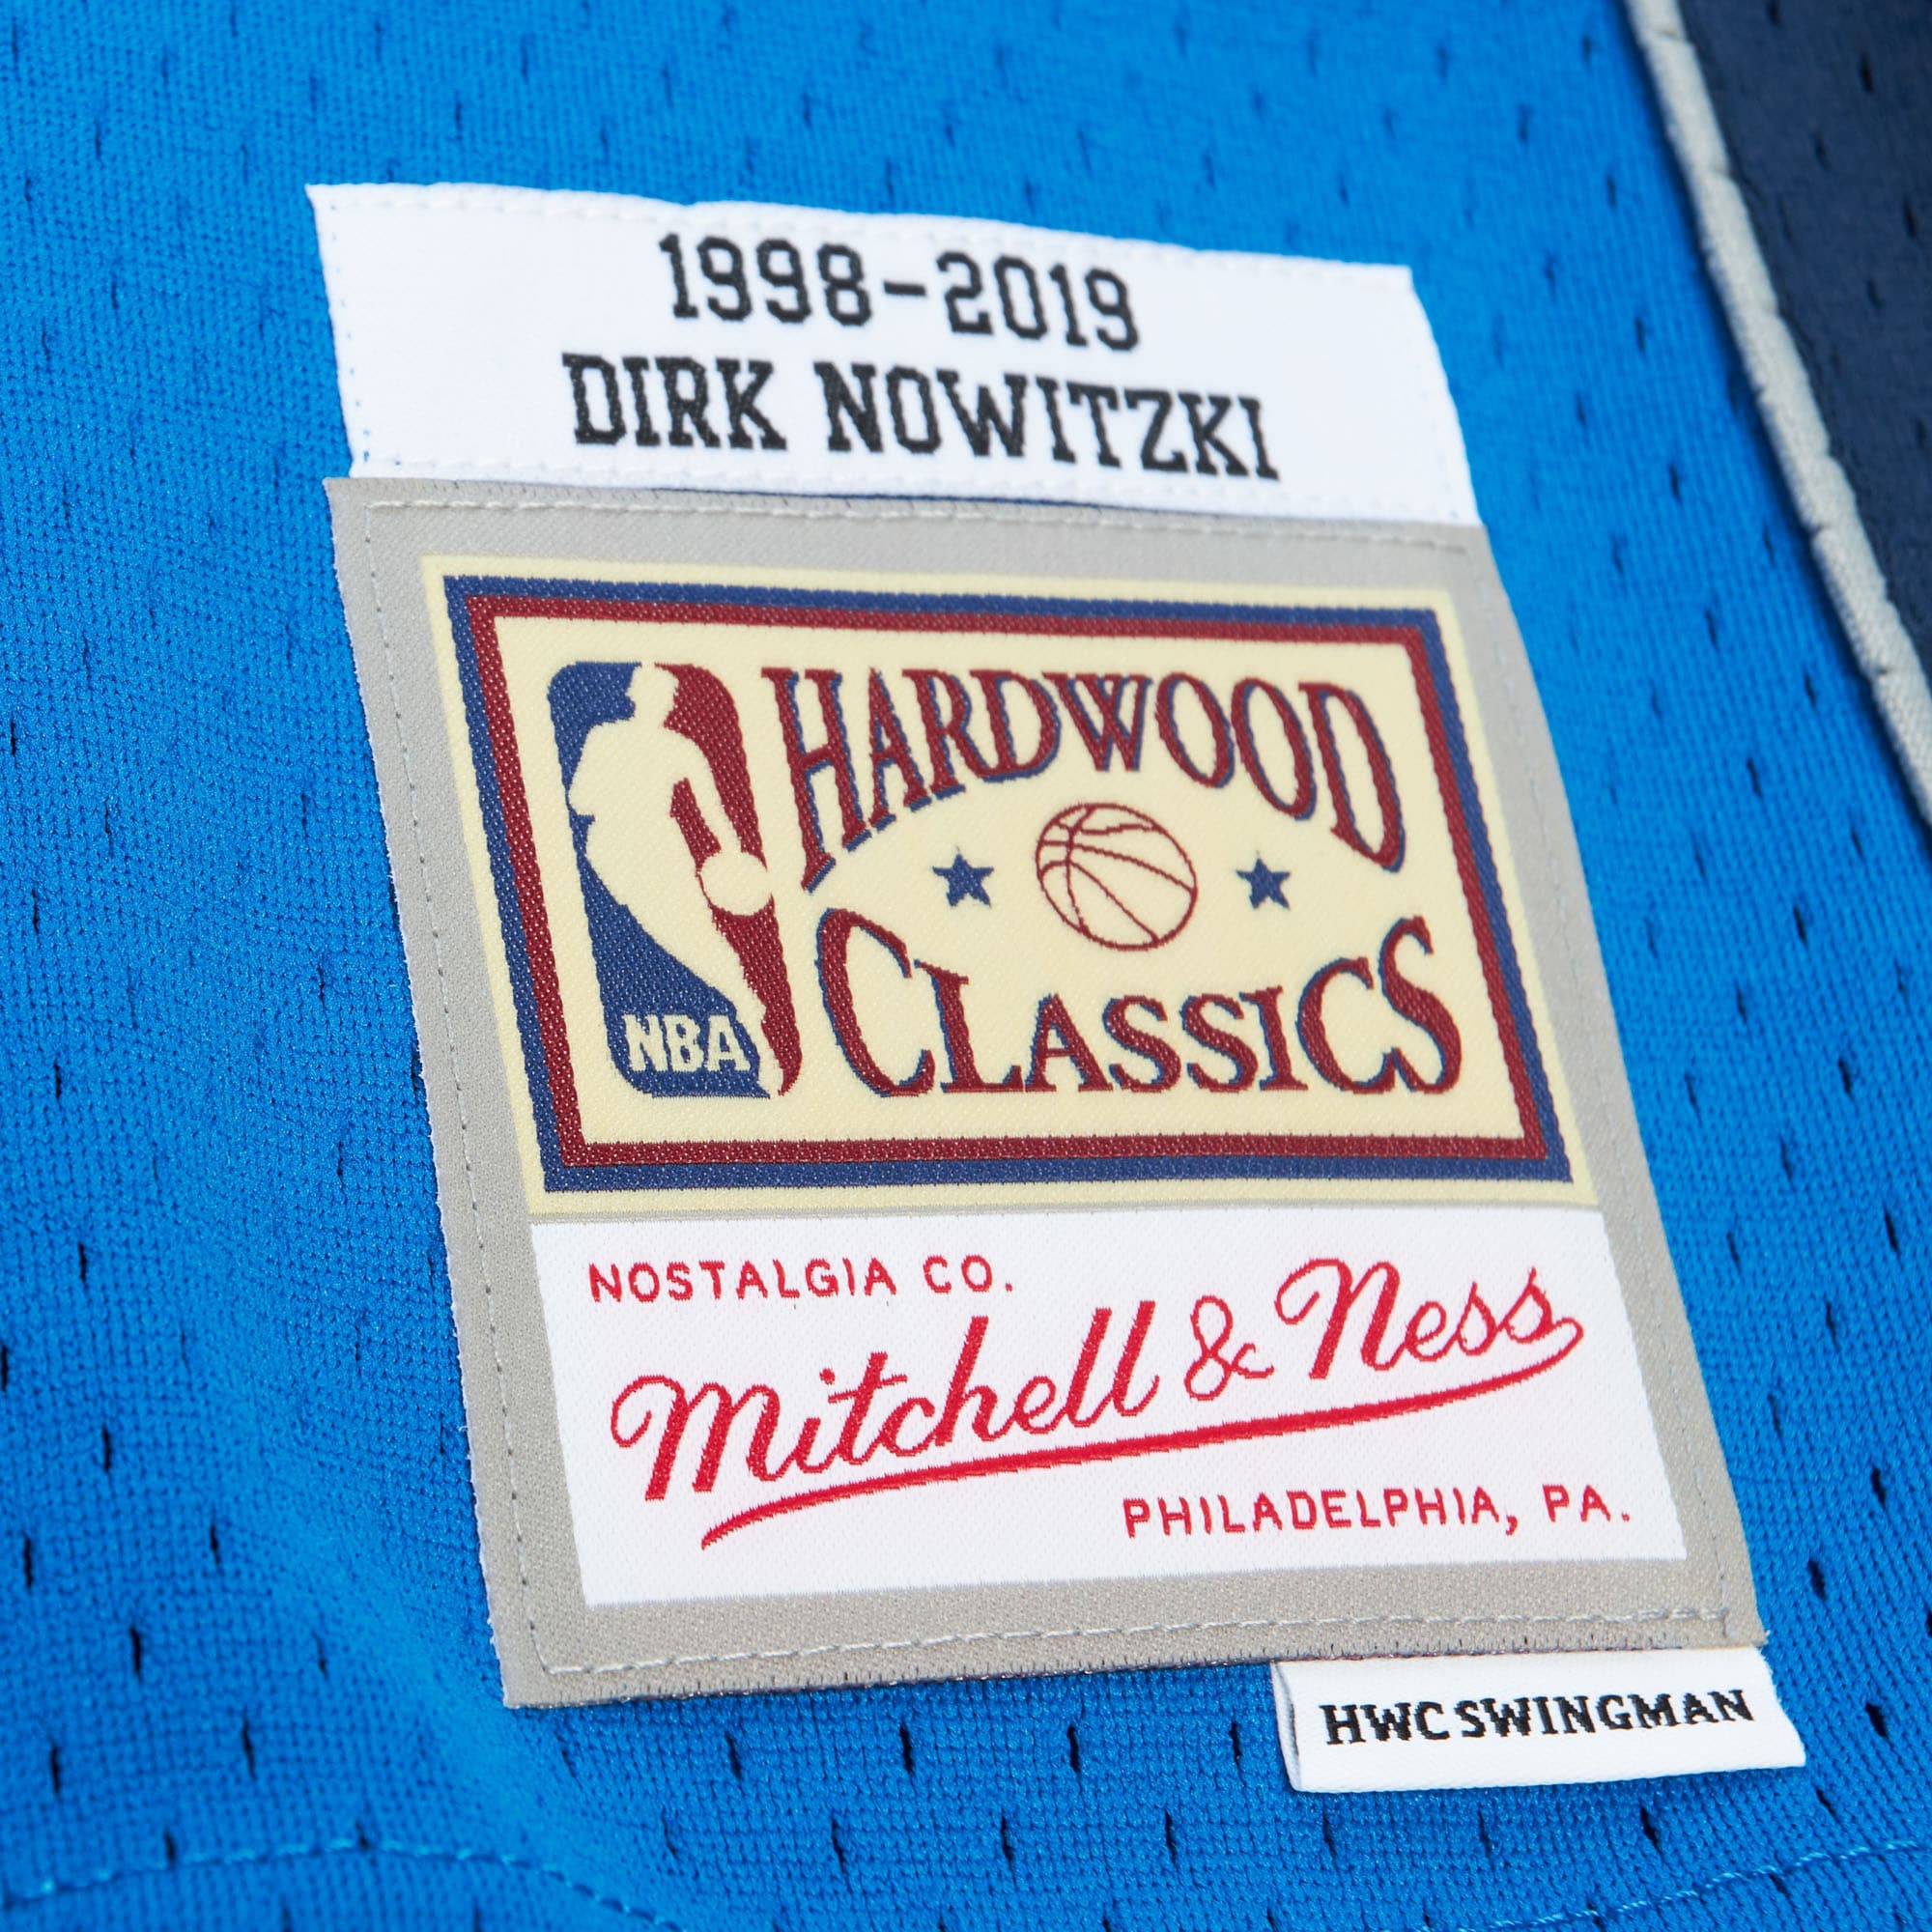 1998-2019
DIRK NOWITZKI
HARDWOOD
CLASSICS
NBA
NOSTALGIA CO.
Mitchell & Ness
PHILADELPHIA, PA.
HWC SWINGMAN